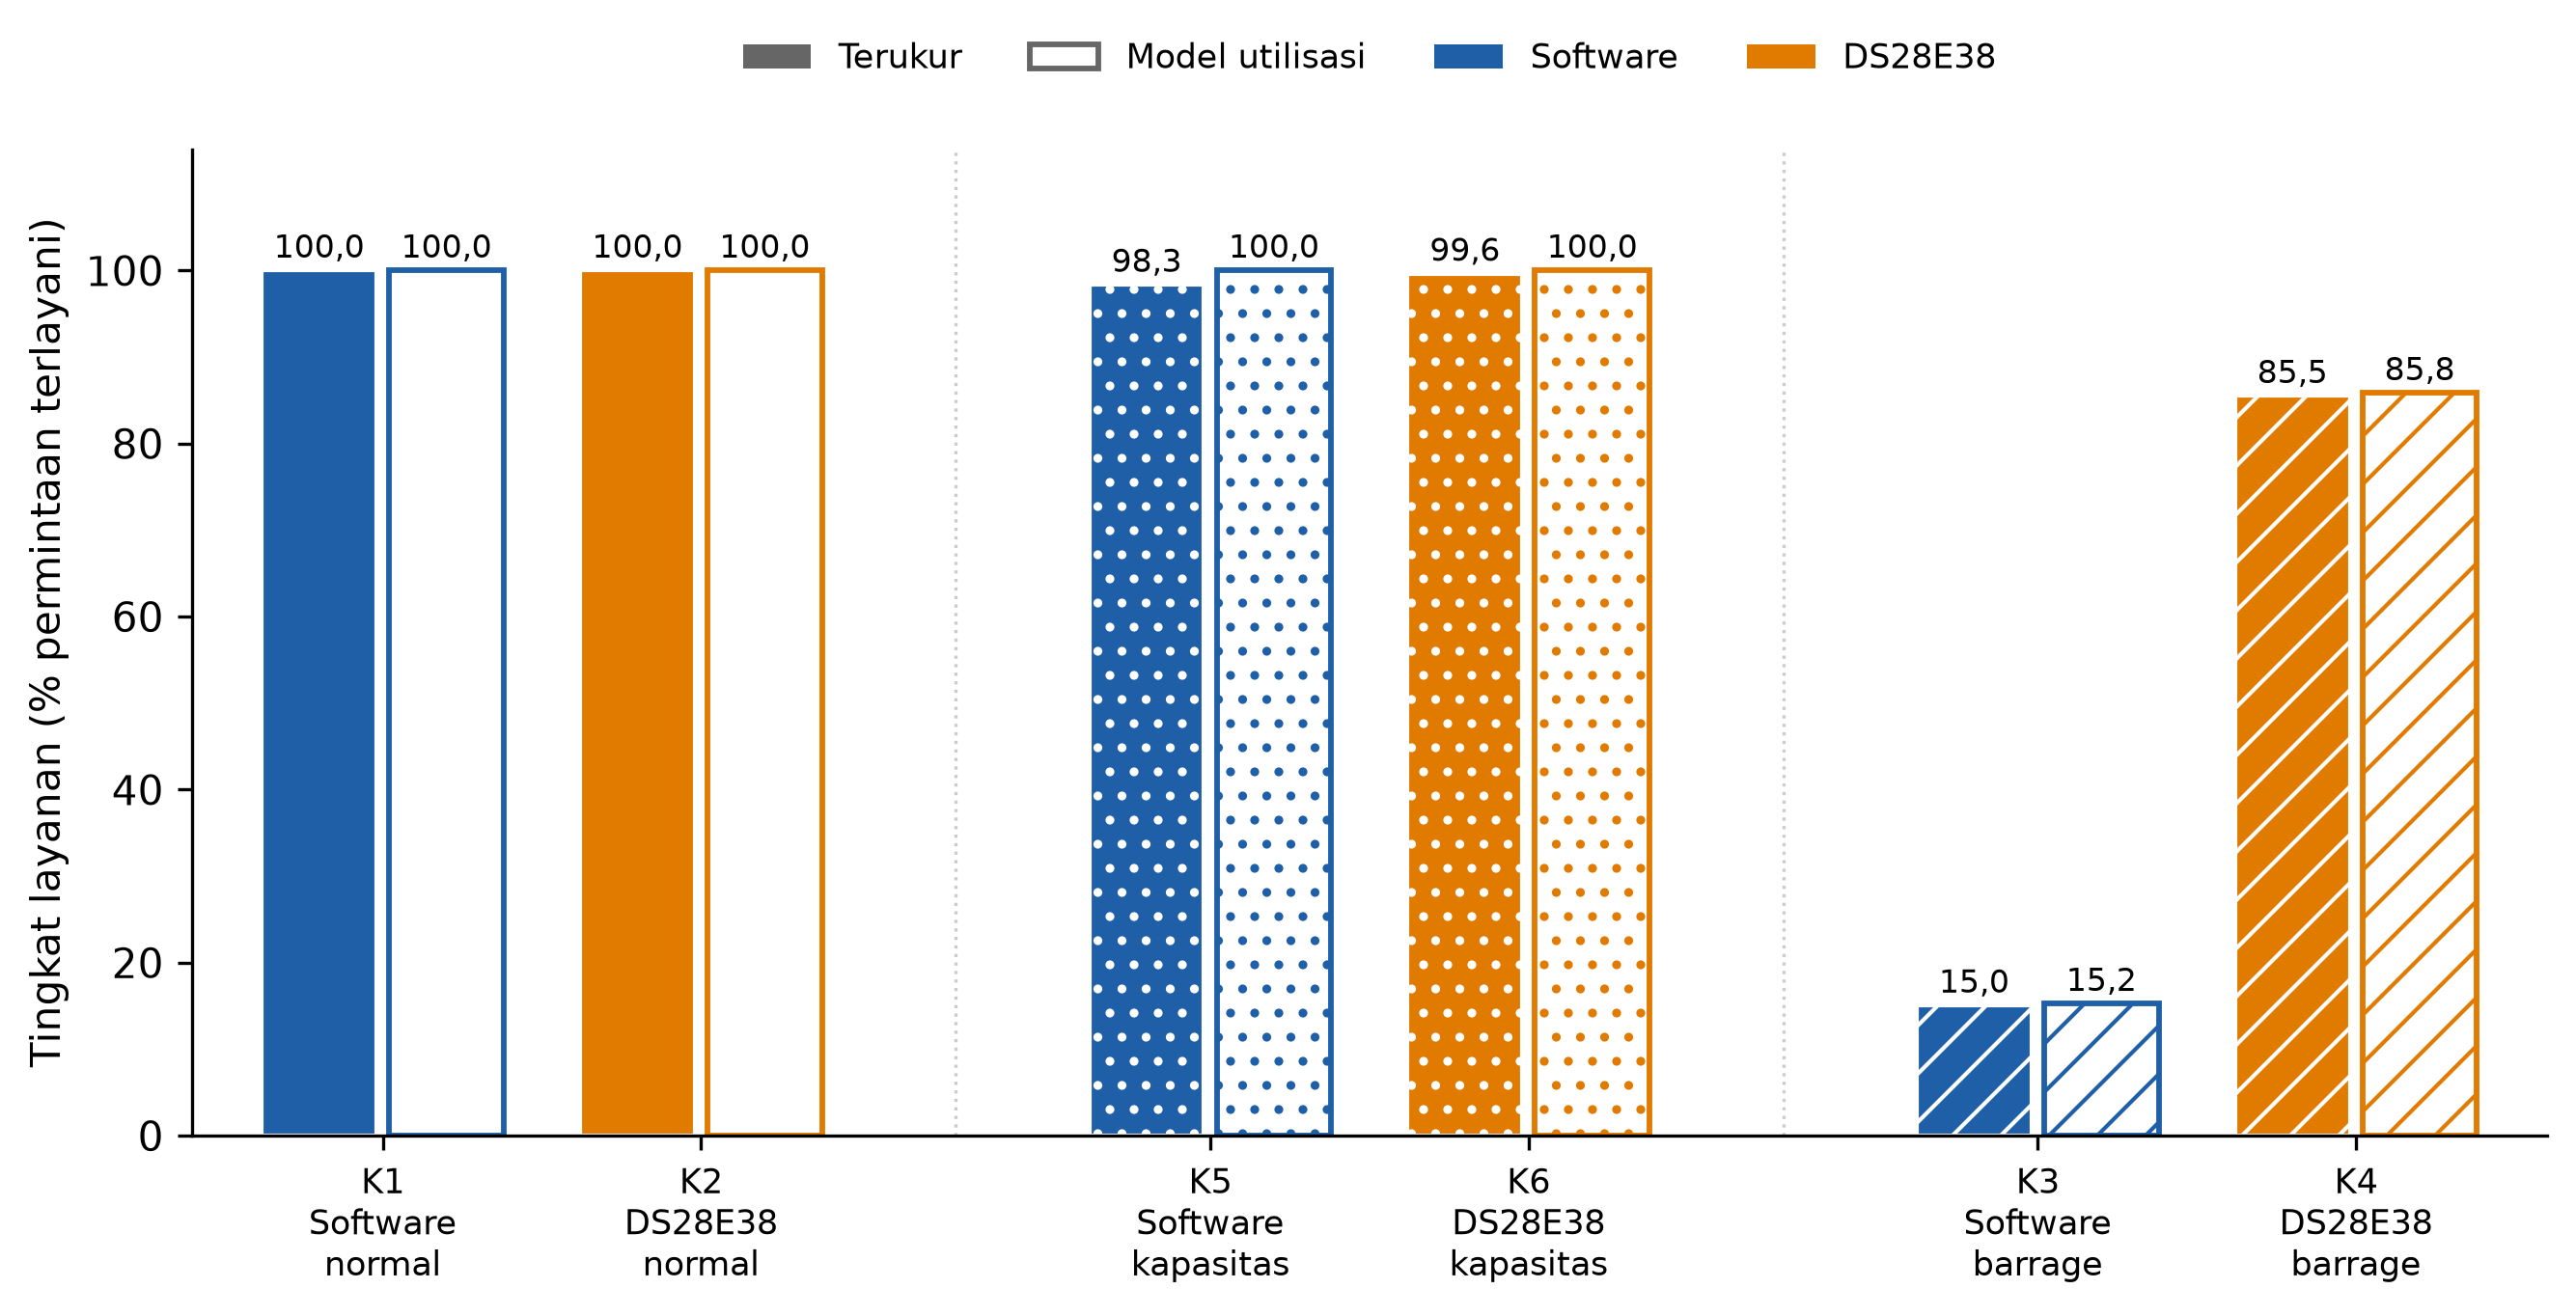 Terukur
Model utilisasi
Software
DS28E38
Tingkat layanan (% permintaan terlayani)
100
80
60
40
20
0
100,0
100,0
100,0
100,0
98,3
100,0
99,6
100,0
15,0
15,2
85,5
85,8
K1
Software
normal
K2
DS28E38
normal
K5
Software
kapasitas
K6
DS28E38
kapasitas
K3
Software
barrage
K4
DS28E38
barrage